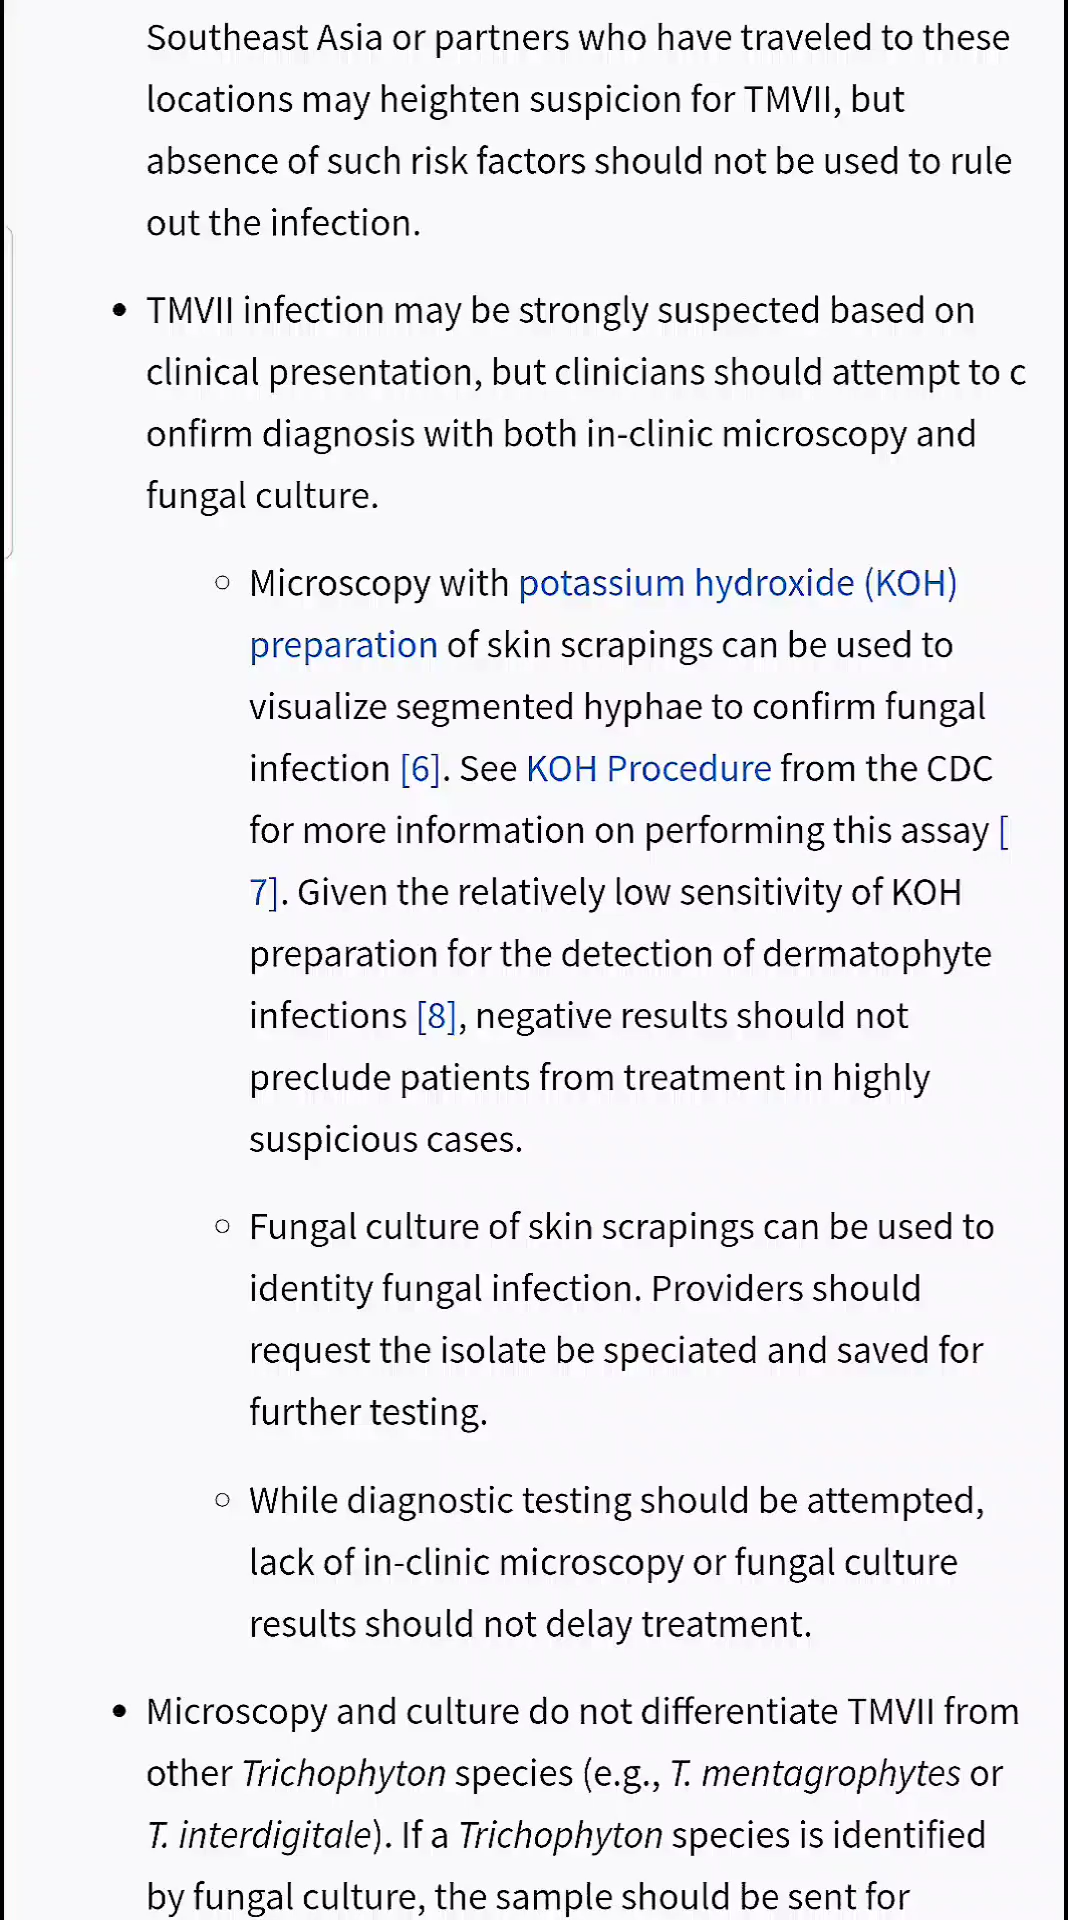 Southeast Asia or partners who have traveled to these
locations may heighten suspicion for TMVII, but
absence of such risk factors should not be used to rule
out the infection.
• TMVII infection may be strongly suspected based on
clinical presentation, but clinicians should attempt to c
onfirm diagnosis with both in-clinic microscopy and
fungal culture.
○ Microscopy with potassium hydroxide (KOH)
preparation of skin scrapings can be used to
visualize segmented hyphae to confirm fungal
infection [6]. See KOH Procedure from the CDC
for more information on performing this assay [
7]. Given the relatively low sensitivity of KOH
preparation for the detection of dermatophyte
infections [8], negative results should not
preclude patients from treatment in highly
suspicious cases.
○ Fungal culture of skin scrapings can be used to
identity fungal infection. Providers should
request the isolate be speciated and saved for
further testing.
○ While diagnostic testing should be attempted,
lack of in-clinic microscopy or fungal culture
results should not delay treatment.
• Microscopy and culture do not differentiate TMVII from
other Trichophyton species (e.g., T. mentagrophytes or
T. interdigitale). If a Trichophyton species is identified
by fungal culture, the sample should be sent for